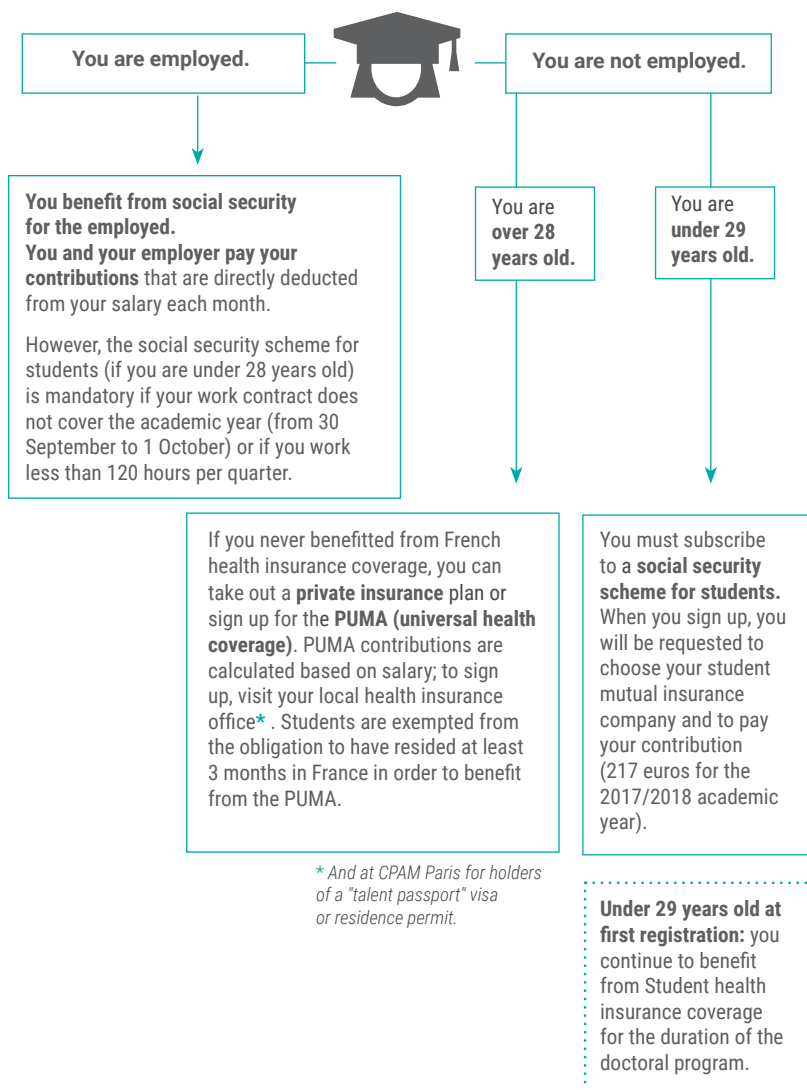 You are employed.
You are not employed.
You benefit from social security
for the employed.
You and your employer pay your
contributions that are directly deducted
from your salary each month.
However, the social security scheme for
students (if you are under 28 years old)
is mandatory if your work contract does
not cover the academic year (from 30
September to 1 October) or if you work
less than 120 hours per quarter.
You are
over 28
years old.
You are
under 29
years old.
If you never benefitted from French
health insurance coverage, you can
take out a private insurance plan or
sign up for the PUMA (universal health
coverage). PUMA contributions are
calculated based on salary; to sign
up, visit your local health insurance
office* . Students are exempted from
the obligation to have resided at least
3 months in France in order to benefit
from the PUMA.
* And at CPAM Paris for holders
of a "talent passport" visa
or residence permit.
You must subscribe
to a social security
scheme for students.
When you sign up, you
will be requested to
choose your student
mutual insurance
company and to pay
your contribution
(217 euros for the
2017/2018 academic
year).
Under 29 years old at
first registration: you
continue to benefit
from Student health
insurance coverage
for the duration of the
doctoral program.